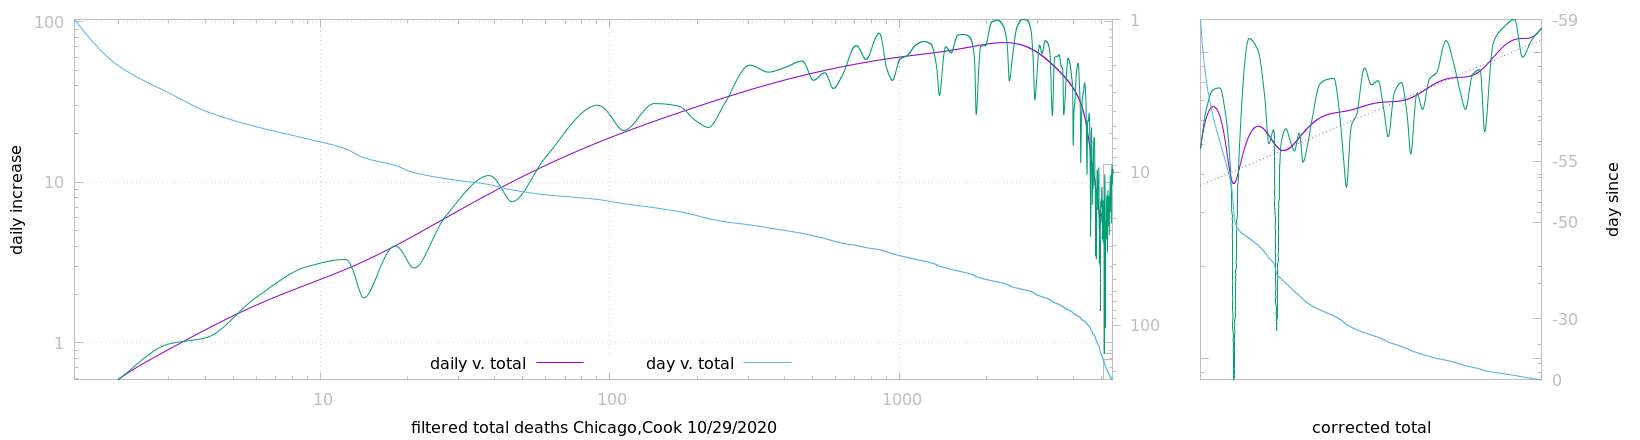 100
10
1
daily increase
10
100
1000
1
10
100
daily v. total
day v. total
filtered total deaths Chicago,Cook 10/29/2020
-59
-55
-50
-30
0
day since
corrected total